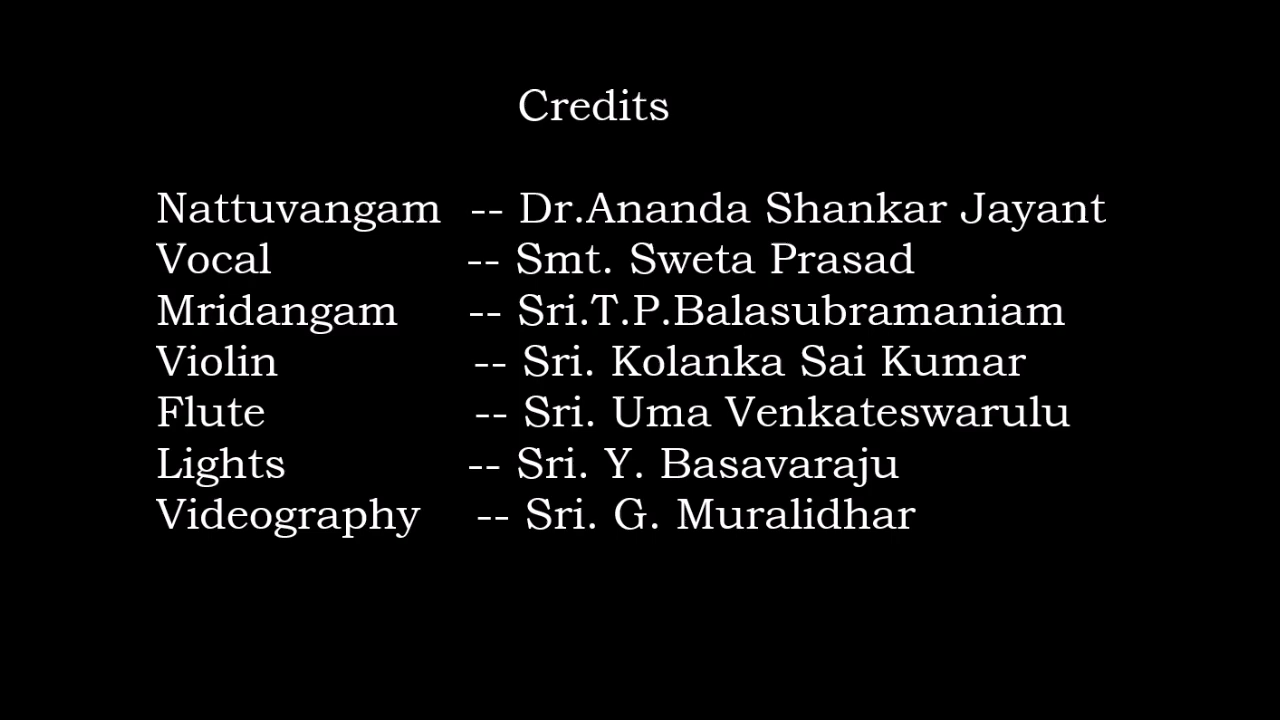 Credits
Nattuvangam -- Dr.Ananda Shankar Jayant
Vocal -- Smt. Sweta Prasad
Mridangam -- Sri.T.P.Balasubramaniam
Violin -- Sri. Kolanka Sai Kumar
Flute -- Sri. Uma Venkateswarulu
Lights -- Sri. Y. Basavaraju
Videography -- Sri. G. Muralidhar